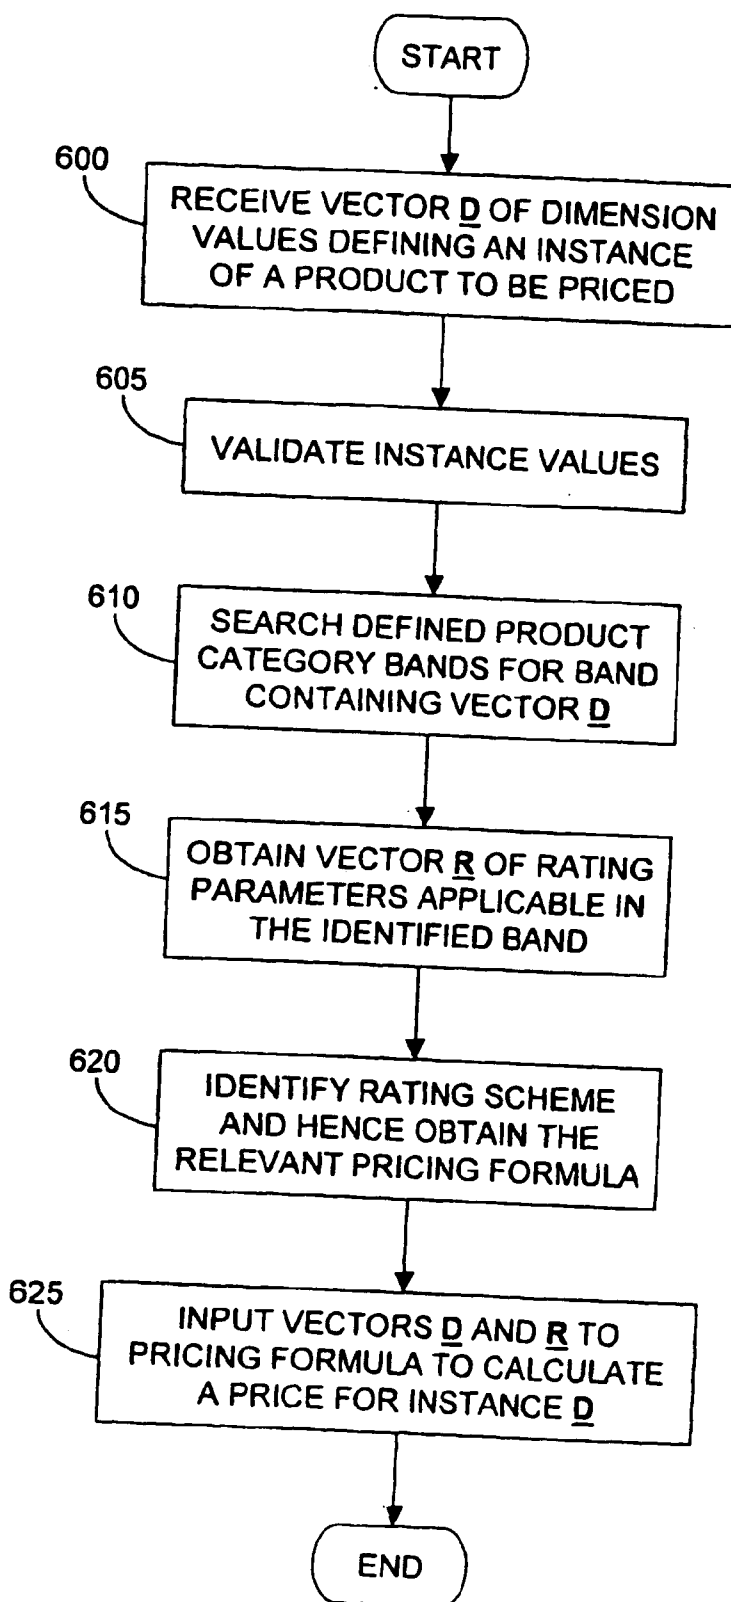 START
600
RECEIVE VECTOR D OF DIMENSION
VALUES DEFINING AN INSTANCE
OF A PRODUCT TO BE PRICED
605
VALIDATE INSTANCE VALUES
610
SEARCH DEFINED PRODUCT
CATEGORY BANDS FOR BAND
CONTAINING VECTOR D
615
OBTAIN VECTOR R OF RATING
PARAMETERS APPLICABLE IN
THE IDENTIFIED BAND
620
IDENTIFY RATING SCHEME
AND HENCE OBTAIN THE
RELEVANT PRICING FORMULA
625
INPUT VECTORS D AND R TO
PRICING FORMULA TO CALCULATE
A PRICE FOR INSTANCE D
END